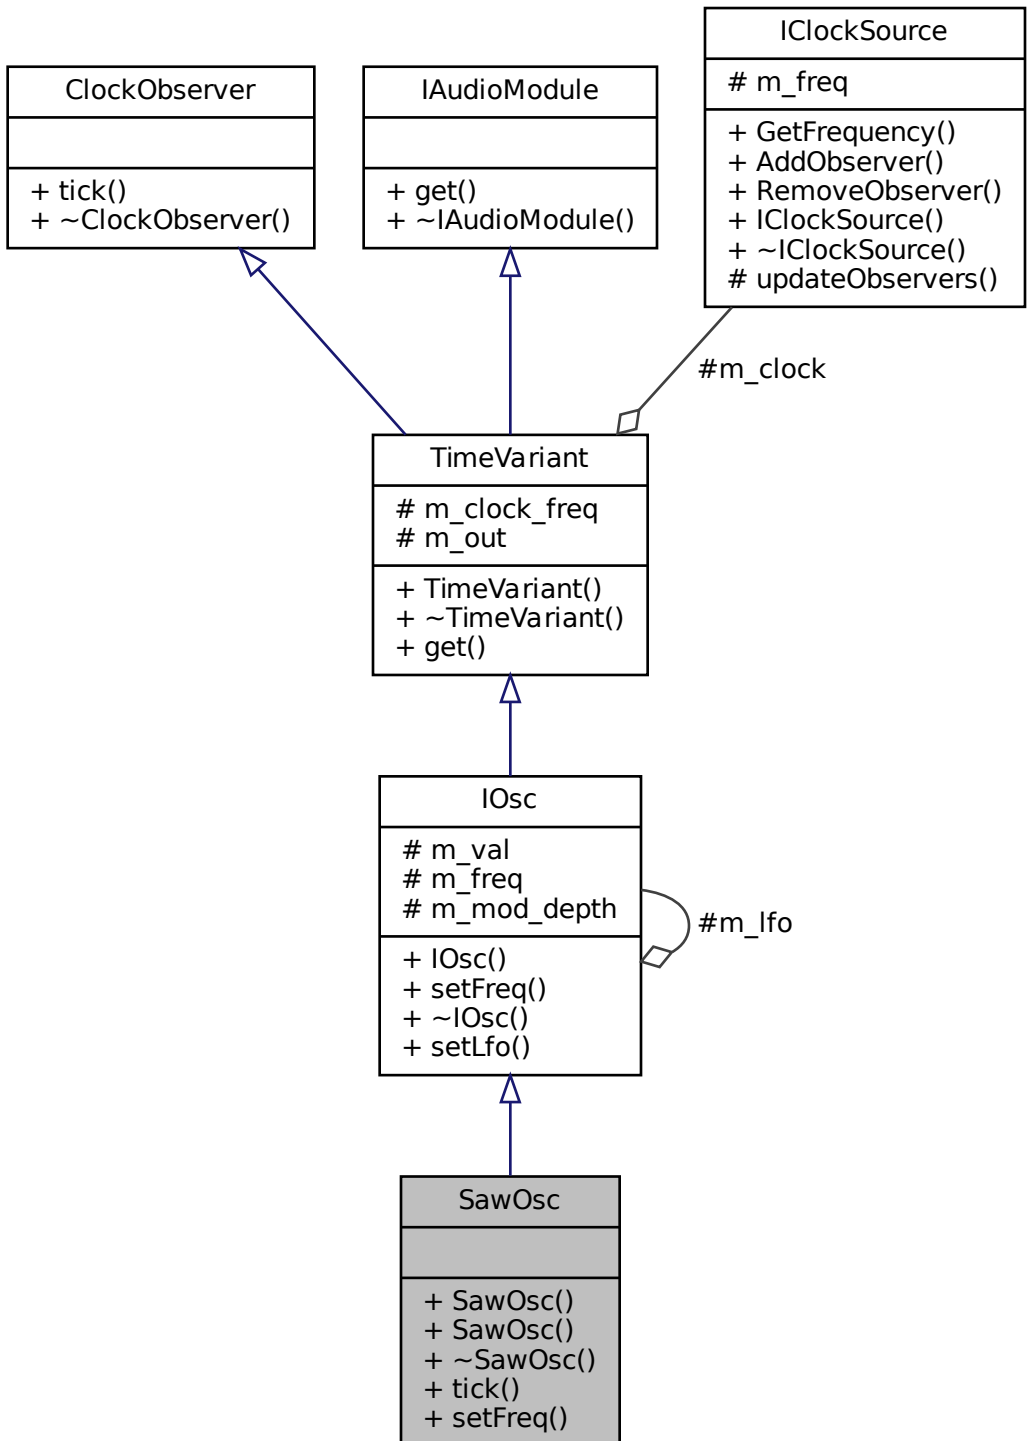 ClockObserver
+ tick()
+ ~ClockObserver()
IAudioModule
+ get()
+ ~IAudioModule()
IClockSource
# m_freq
+ GetFrequency()
+ AddObserver()
+ RemoveObserver()
+ IClockSource()
+ ~IClockSource()
# updateObservers()
#m_clock
TimeVariant
# m_clock_freq
# m_out
+ TimeVariant()
+ ~TimeVariant()
+ get()
IOsc
# m_val
# m_freq
# m_mod_depth
+ IOsc()
+ setFreq()
+ ~IOsc()
+ setLfo()
#m_lfo
SawOsc
+ SawOsc()
+ SawOsc()
+ ~SawOsc()
+ tick()
+ setFreq()